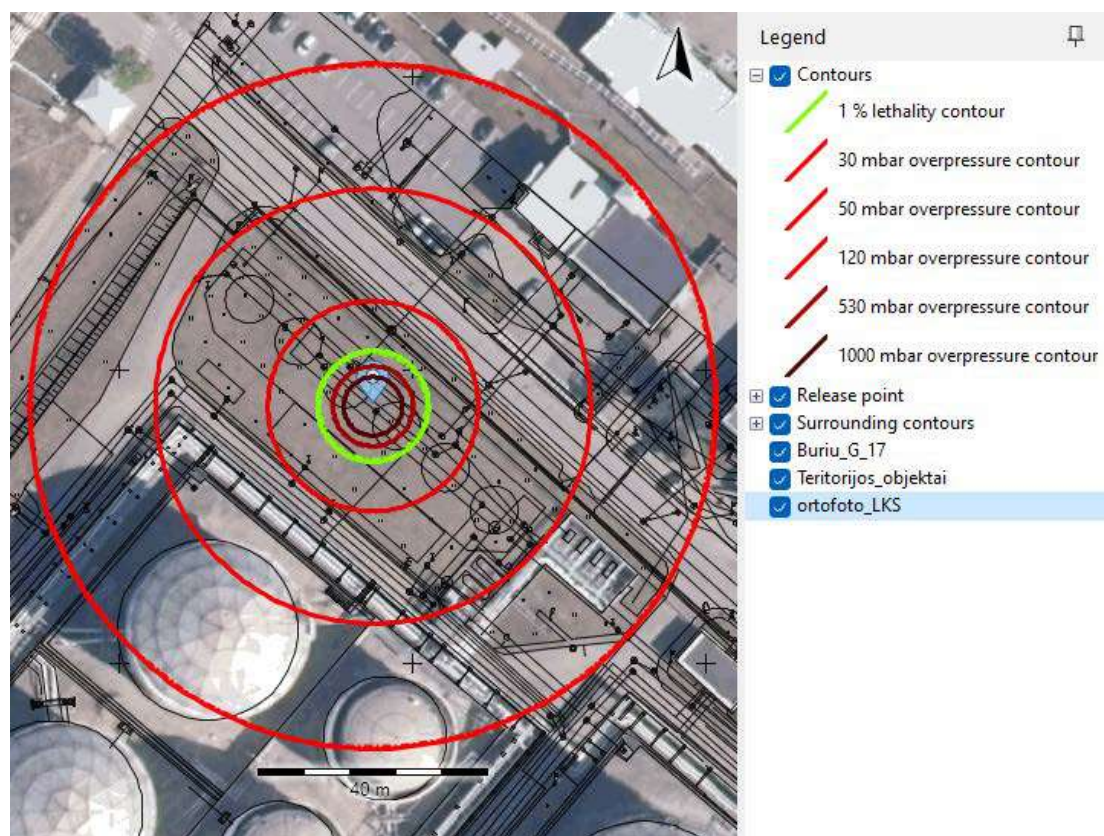 Legend
Contours
1 % lethality contour
30 mbar overpressure contour
50 mbar overpressure contour
120 mbar overpressure contour
530 mbar overpressure contour
1000 mbar overpressure contour
Release point
Surrounding contours
Buriu_G_17
Teritorijos_objektai
ortofoto_LKS
40 m